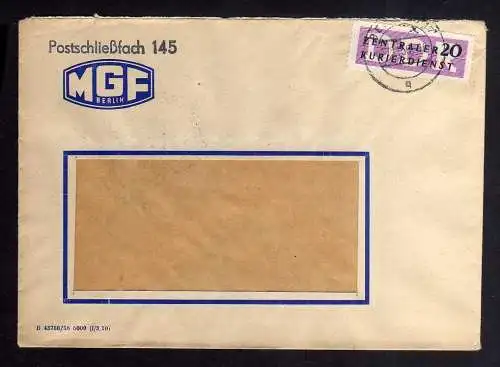 Postschließfach 145
MGF
BERLIN
ZENTRALER 20
KURIERDIENST